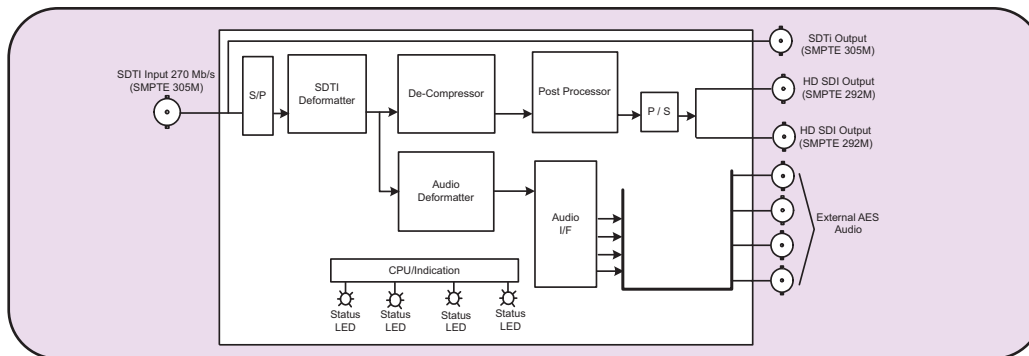 SDTi Output
(SMPTE 305M)
SDTI Input 270 Mb/s
(SMPTE 305M)
S/P
SDTI
Deformatter
De-Compressor
Post Processor
P / S
HD SDI Output
(SMPTE 292M)
HD SDI Output
(SMPTE 292M)
Audio
Deformatter
Audio
I/F
External AES
Audio
CPU/Indication
Status
LED
Status
LED
Status
LED
Status
LED